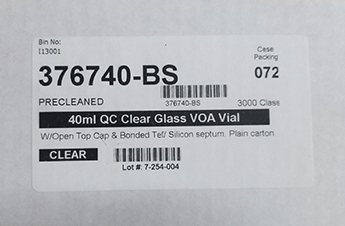 Bin No:
I13001
Case
Packing
376740-BS
072
PRECLEANED
376740-BS
3000 Class
40ml QC Clear Glass VOA Vial
W/Open Top Cap & Bonded Tef/ Silicon septum. Plain carton
CLEAR
Lot #: 7-254-004